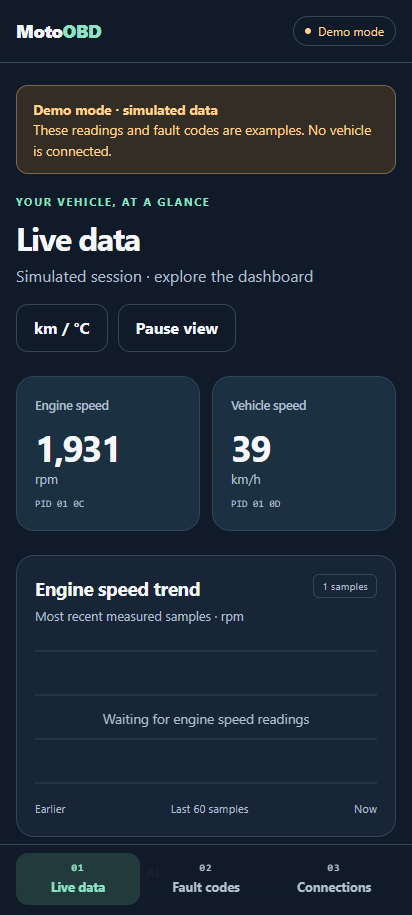 MotoOBD
Demo mode
Demo mode · simulated data
These readings and fault codes are examples. No vehicle
is connected.
YOUR VEHICLE, AT A GLANCE
Live data
Simulated session · explore the dashboard
km / °C
Pause view
Engine speed
1,931
rpm
PID 01 0C
Vehicle speed
39
km/h
PID 01 0D
Engine speed trend
1 samples
Most recent measured samples · rpm
Waiting for engine speed readings
Earlier
Last 60 samples
Now
01
Live data
02
Fault codes
03
Connections